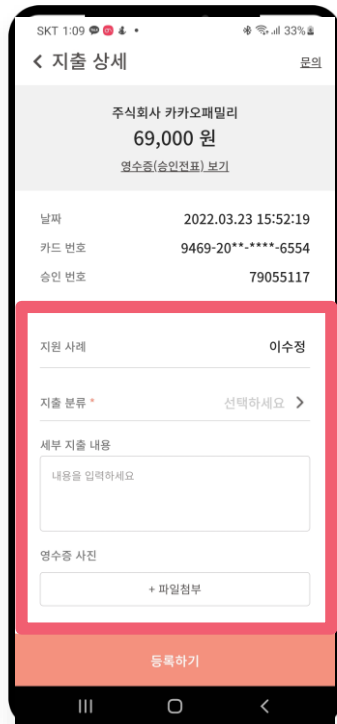 SKT 1:09 33%
지출 상세 문의
주식회사 카카오패밀리
69,000 원
영수증(승인전표) 보기
날짜 2022.03.23 15:52:19
카드 번호 9469-20**-****-6554
승인 번호 79055117
지원 사례 이수정
지출 분류 * 선택하세요
세부 지출 내용
내용을 입력하세요
영수증 사진
+ 파일첨부
등록하기